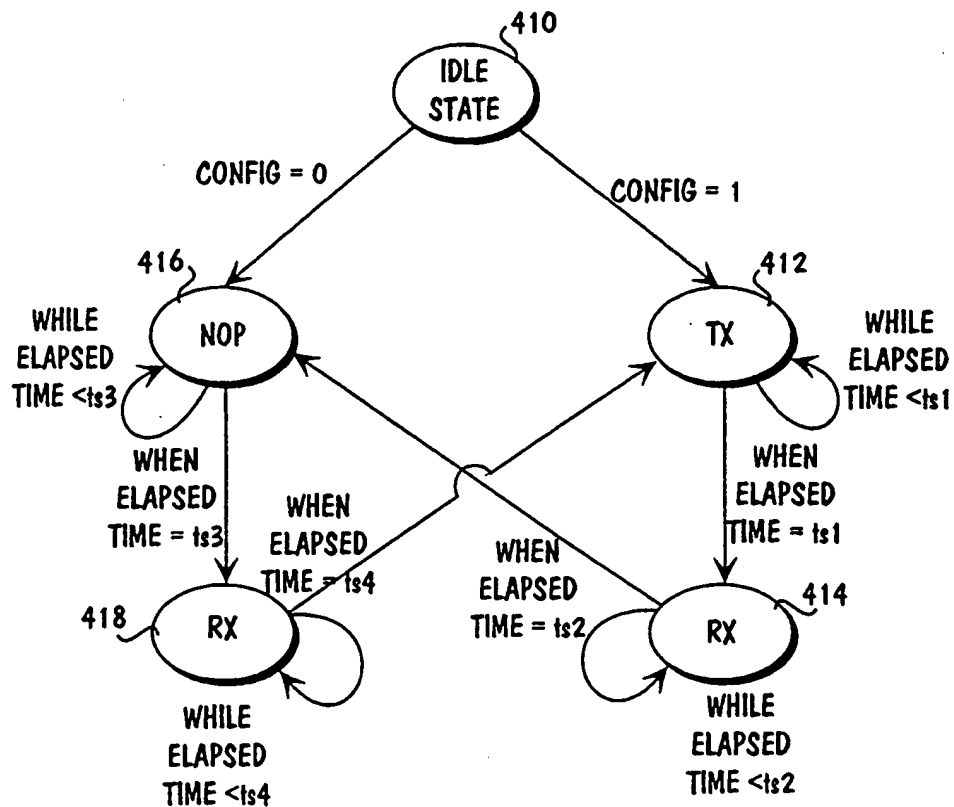 410
IDLE
STATE
CONFIG = 0
CONFIG = 1
416
412
NOP
TX
WHILE
ELAPSED
TIME <ts3
WHILE
ELAPSED
TIME <ts1
WHEN
ELAPSED
TIME = ts3
WHEN
ELAPSED
TIME = ts4
WHEN
ELAPSED
TIME = ts2
WHEN
ELAPSED
TIME = ts1
418
RX
414
RX
WHILE
ELAPSED
TIME <ts4
WHILE
ELAPSED
TIME <ts2